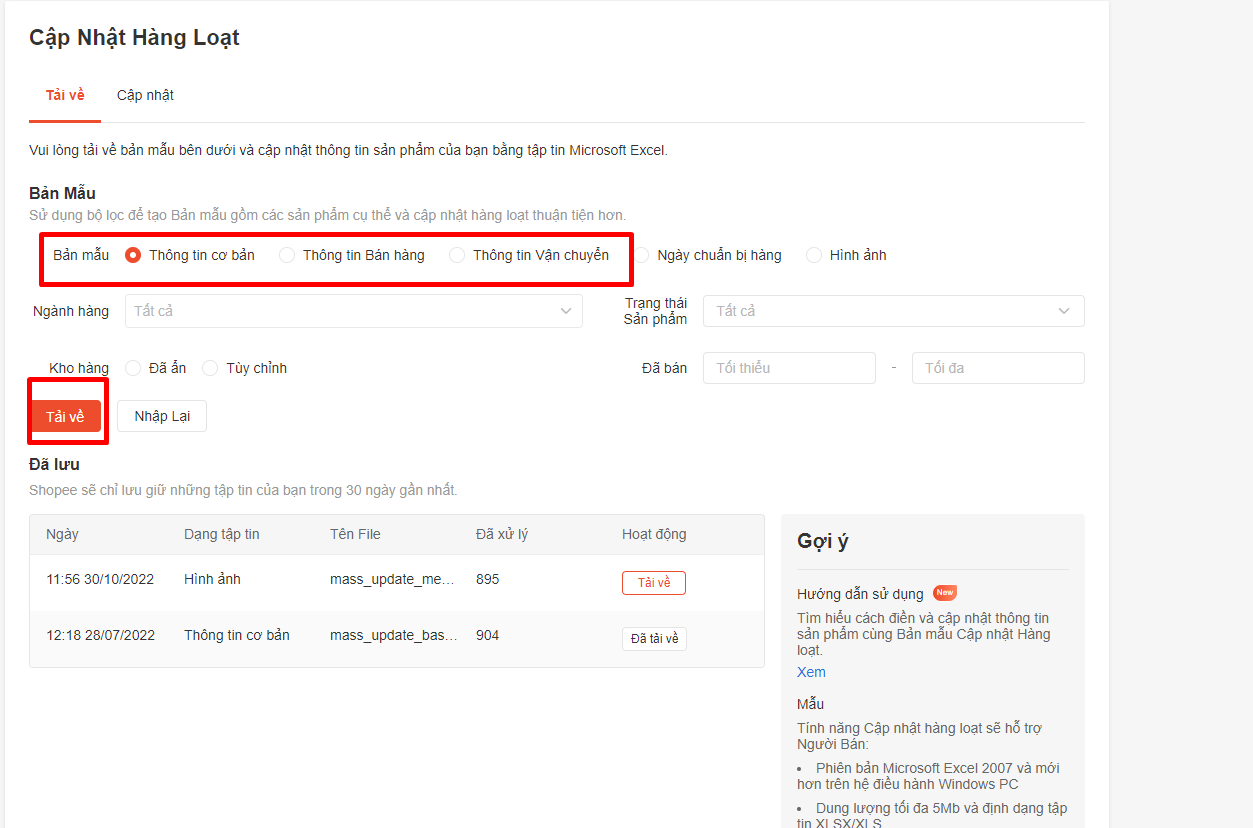 Cập Nhật Hàng Loạt
Tải về Cập nhật
Vui lòng tải về bản mẫu bên dưới và cập nhật thông tin sản phẩm của bạn bằng tập tin Microsoft Excel.
Bản Mẫu
Sử dụng bộ lọc để tạo Bản mẫu gồm các sản phẩm cụ thể và cập nhật hàng loạt thuận tiện hơn.
Bản mẫu Thông tin cơ bản Thông tin Bán hàng Thông tin Vận chuyển Ngày chuẩn bị hàng Hình ảnh
Ngành hàng Tất cả
Trạng thái
Sản phẩm
Tất cả
Kho hàng Đã ẩn Tùy chỉnh Đã bán Tối thiểu - Tối đa
Tải về Nhập Lại
Đã lưu
Shopee sẽ chỉ lưu giữ những tập tin của bạn trong 30 ngày gần nhất.
Ngày Dạng tập tin Tên File Đã xử lý Hoạt động
11:56 30/10/2022 Hình ảnh mass_update_me... 895 Tải về
12:18 28/07/2022 Thông tin cơ bản mass_update_bas... 904 Đã tải về
Gợi ý
Hướng dẫn sử dụng New
Tìm hiểu cách điền và cập nhật thông tin
sản phẩm cùng Bản mẫu Cập nhật Hàng
loạt.
Xem
Mẫu
Tính năng Cập nhật hàng loạt sẽ hỗ trợ
Người Bán:
• Phiên bản Microsoft Excel 2007 và mới
hơn trên hệ điều hành Windows PC
• Dung lượng tối đa 5Mb và định dạng tập
tin XLSX/XLS